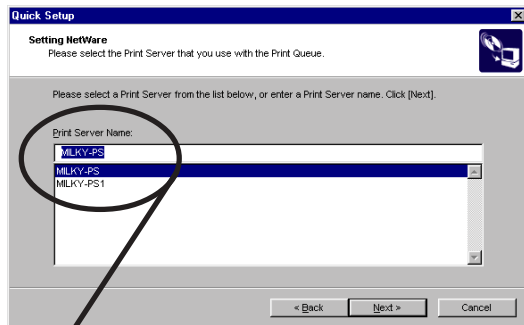 Quick Setup
Setting NetWare
Please select the Print Server that you use with the Print Queue.
Please select a Print Server from the list below, or enter a Print Server name. Click [Next].
Print Server Name:
MILKY-PS
MILKY-PS
MILKY-PS1
< Back
Next >
Cancel